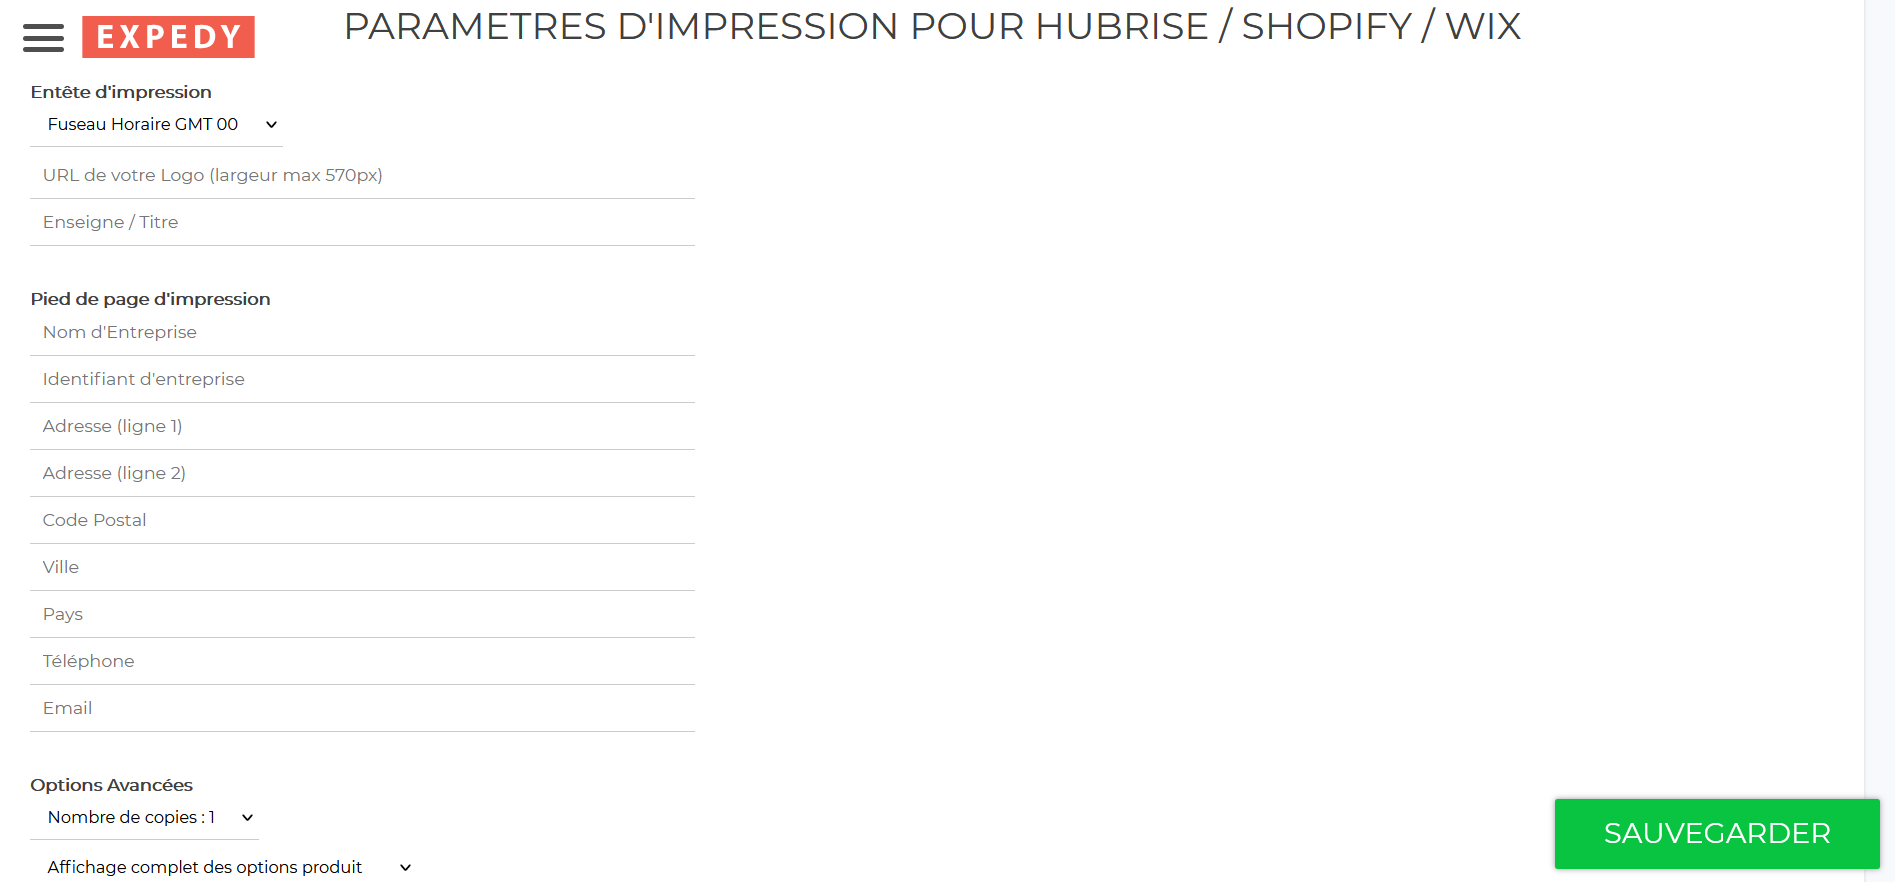 EXPEDY
PARAMETRES D'IMPRESSION POUR HUBRISE / SHOPIFY / WIX
Entête d'impression
Fuseau Horaire GMT 00
URL de votre Logo (largeur max 570px)
Enseigne / Titre
Pied de page d'impression
Nom d'Entreprise
Identifiant d'entreprise
Adresse (ligne 1)
Adresse (ligne 2)
Code Postal
Ville
Pays
Téléphone
Email
Options Avancées
Nombre de copies : 1
Affichage complet des options produit
SAUVEGARDER